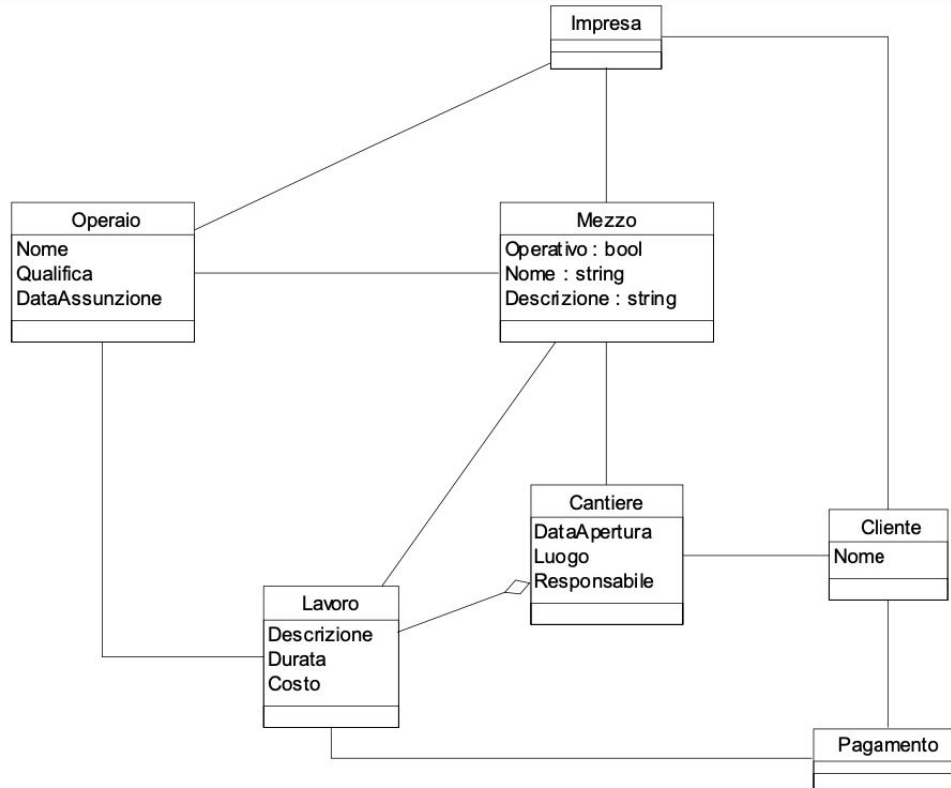 Impresa
Operaio
Nome
Qualifica
DataAssunzione
Mezzo
Operativo : bool
Nome : string
Descrizione : string
Cantiere
DataApertura
Luogo
Responsabile
Cliente
Nome
Lavoro
Descrizione
Durata
Costo
Pagamento